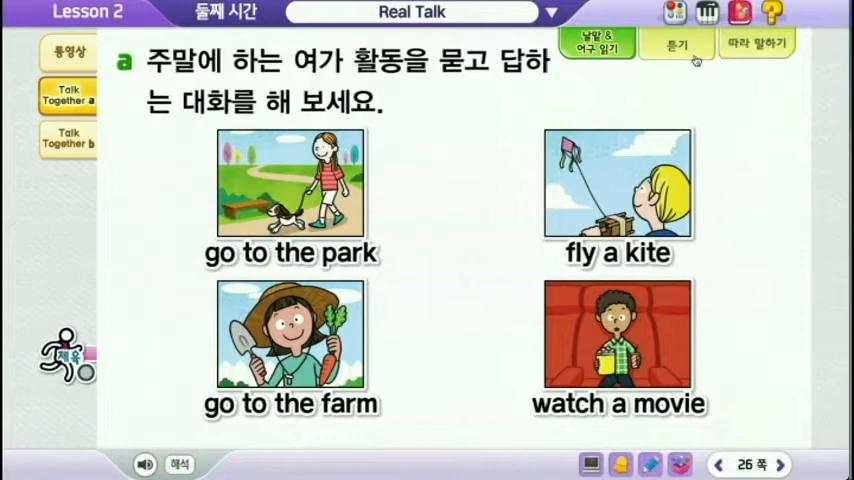 Lesson 2
둘째 시간
Real Talk
동영상
Talk
Together a
Talk
Together b
낱말 &
어구 읽기
듣기
따라 말하기
a 주말에 하는 여가 활동을 묻고 답하
는 대화를 해 보세요.
go to the park
fly a kite
go to the farm
watch a movie
체육
해석
26 쪽